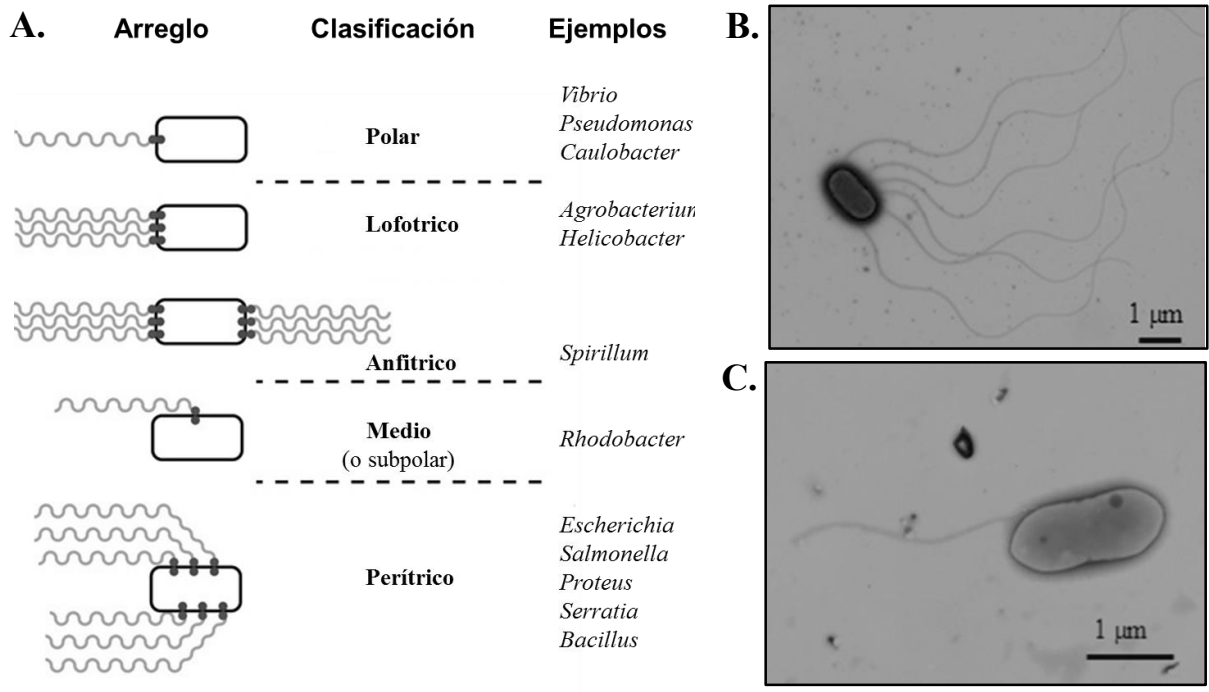 A.
Arreglo
Clasificación
Ejemplos
Polar
Vibrio
Pseudomonas
Caulobacter
Lofotrico
Agrobacterium
Helicobacter
Anfitrico
Spirillum
Medio
(o subpolar)
Rhodobacter
Perítrico
Escherichia
Salmonella
Proteus
Serratia
Bacillus
B.
1 μm
C.
1 μm